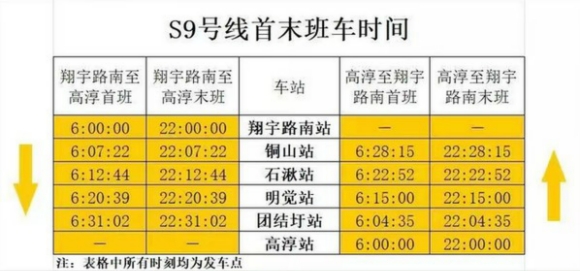 S9号线首末班车时间
翔宇路南至高淳首班 翔宇路南至高淳末班 车站 高淳至翔宇路南首班 高淳至翔宇路南末班
6:00:00 22:00:00 翔宇路南站 — —
6:07:22 22:07:22 铜山站 6:28:15 22:28:15
6:12:44 22:12:44 石湫站 6:22:52 22:22:52
6:20:39 22:20:39 明觉站 6:15:00 22:15:00
6:31:02 22:31:02 团结圩站 6:04:35 22:04:35
— — 高淳站 6:00:00 22:00:00
注：表格中所有时刻均为发车点